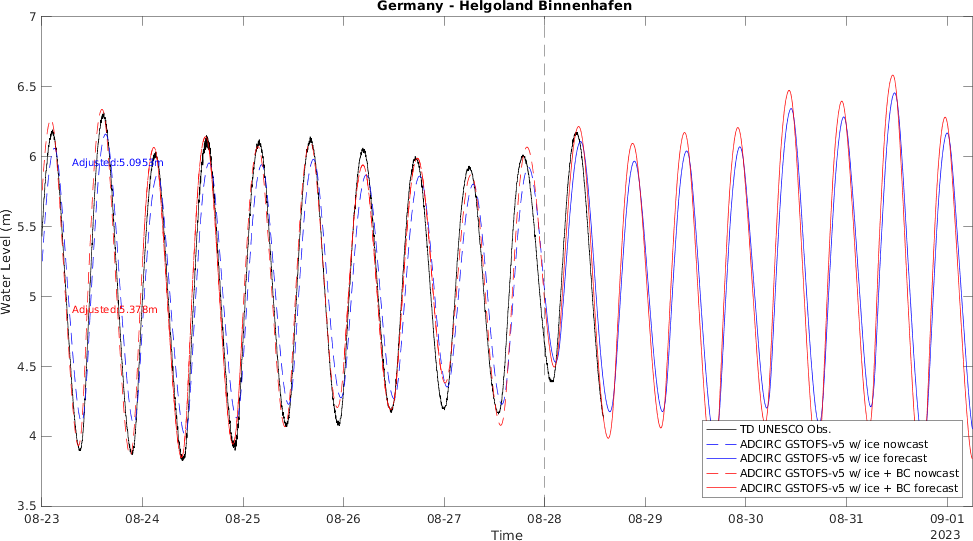 Germany - Helgoland Binnenhafen
7
6.5
6
5.5
5
4.5
4
3.5
Water Level (m)
Adjusted:5.0953m
Adjusted:5.378m
TD UNESCO Obs.
ADCIRC GSTOFS-v5 w/ ice nowcast
ADCIRC GSTOFS-v5 w/ ice forecast
ADCIRC GSTOFS-v5 w/ ice + BC nowcast
ADCIRC GSTOFS-v5 w/ ice + BC forecast
08-23 08-24 08-25 08-26 08-27 08-28 08-29 08-30 08-31 09-01
2023
Time